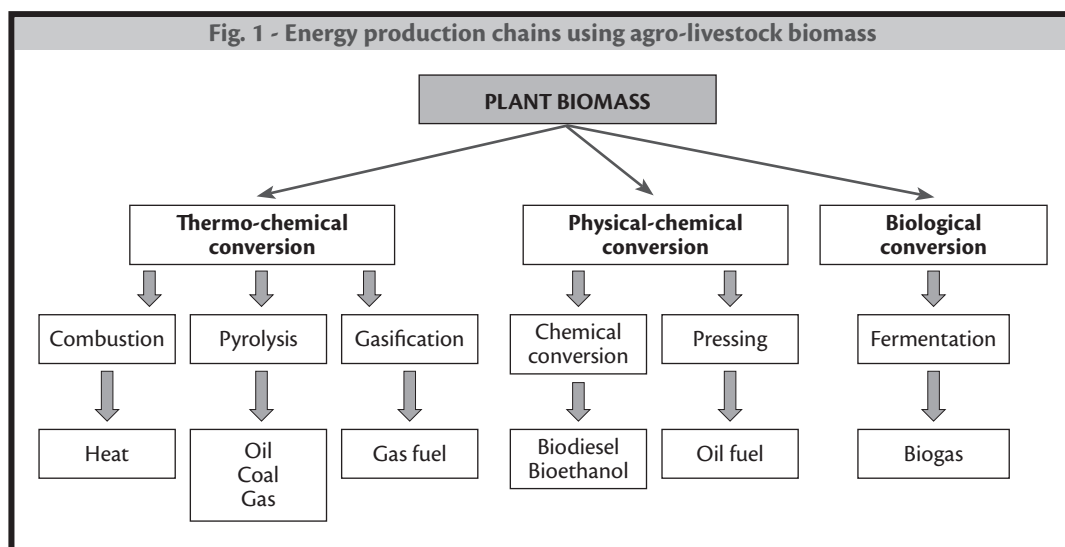 Fig. 1 - Energy production chains using agro-livestock biomass
PLANT BIOMASS
Thermo-chemical
conversion
Physical-chemical
conversion
Biological
conversion
Combustion
Pyrolysis
Gasification
Chemical
conversion
Pressing
Fermentation
Heat
Oil
Coal
Gas
Gas fuel
Biodiesel
Bioethanol
Oil fuel
Biogas